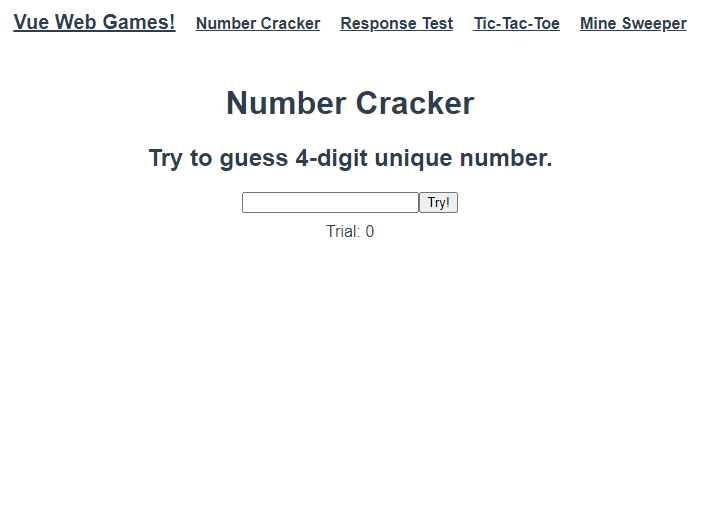 Vue Web Games! Number Cracker Response Test Tic-Tac-Toe Mine Sweeper
Number Cracker
Try to guess 4-digit unique number.
Try!
Trial: 0